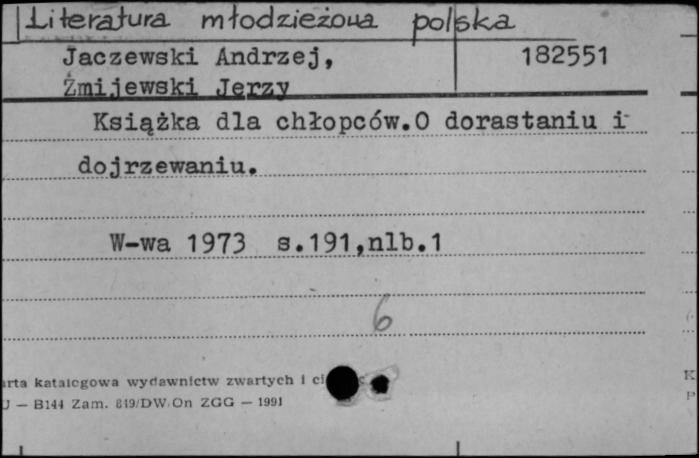 Literatura młodzieżowa polska
Jaczewski Andrzej, 182551
Żmijewski Jerzy
Książka dla chłopców.O dorastaniu i
dojrzewaniu.
W-wa 1973 s.191,nlb.1
6
arta katalogowa wydawnictw zwartych i
J — B144 Zam. 819/DW/On ZGG — 1991
K
P